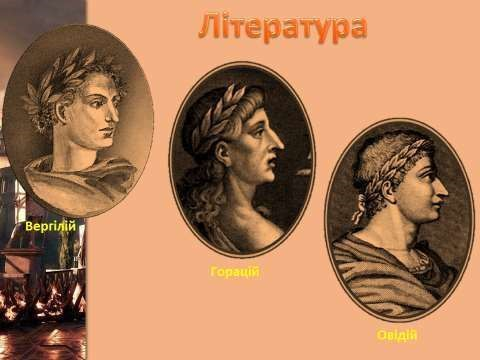 Література
Вергілій
Горацій
Овідій